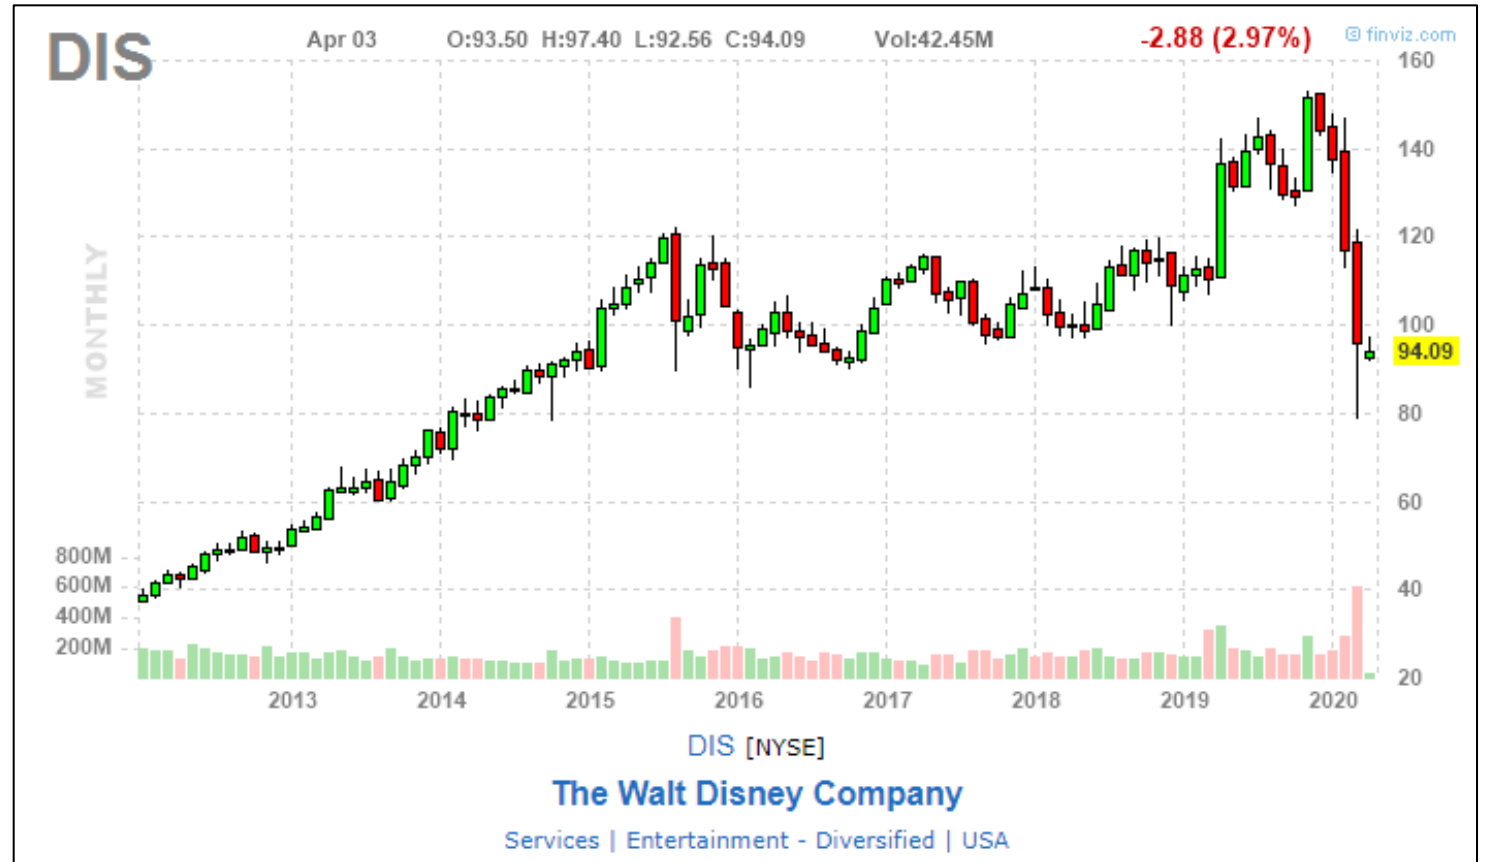 DIS Apr 03 O:93.50 H:97.40 L:92.56 C:94.09 Vol:42.45M -2.88 (2.97%) © finviz.com
160
140
120
100
94.09
80
60
40
20
MONTHLY
800M
600M
400M
200M
2013 2014 2015 2016 2017 2018 2019 2020
DIS [NYSE]
The Walt Disney Company
Services | Entertainment - Diversified | USA